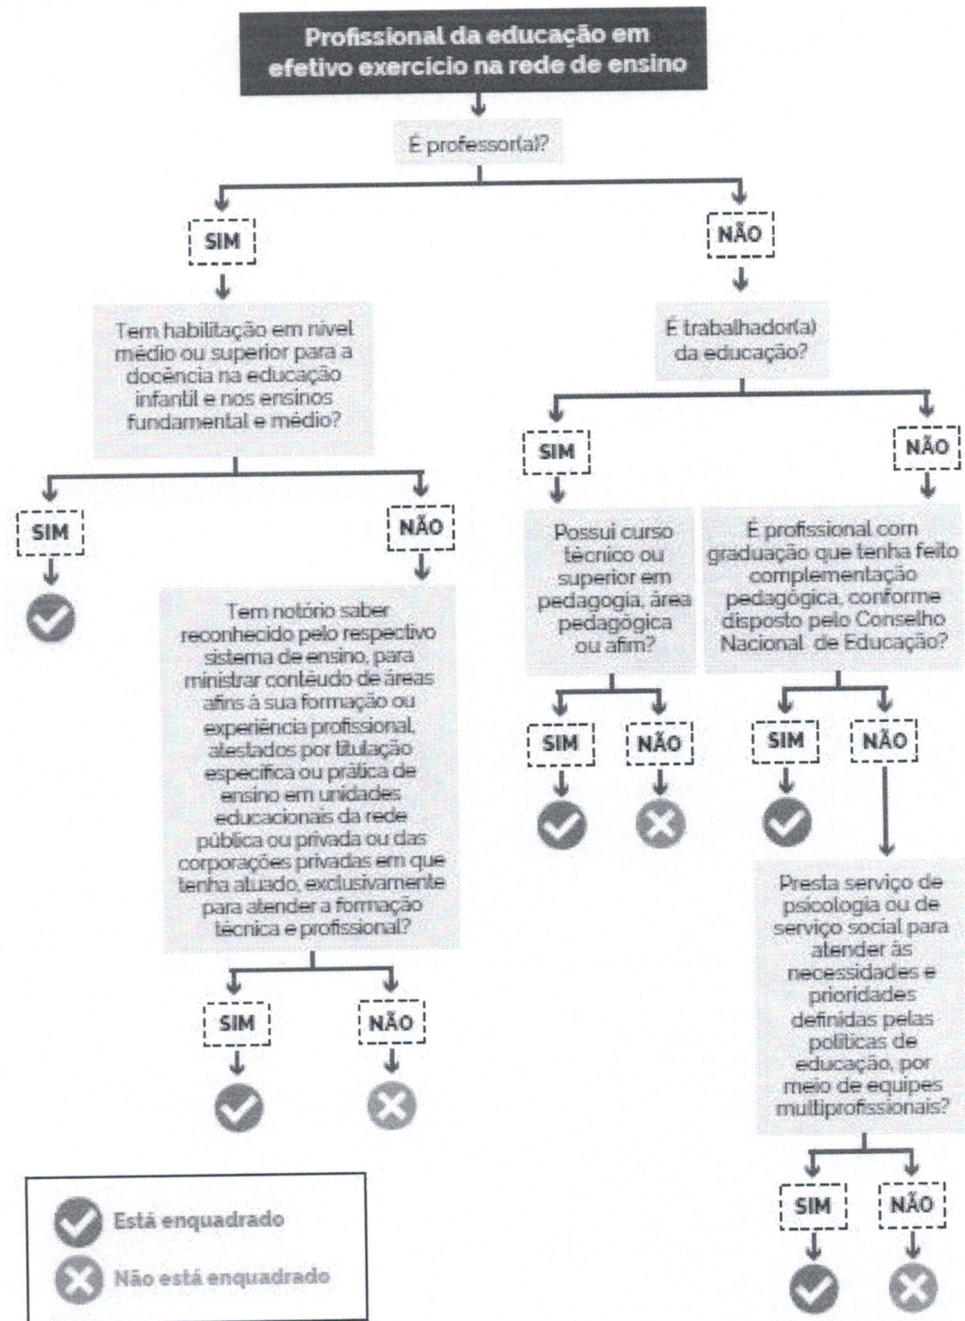 Profissional da educação em
efetivo exercício na rede de ensino
É professor(a)?
SIM
NÃO
Tem habilitação em nível
médio ou superior para a
docência na educação
infantil e nos ensinos
fundamental e médio?
É trabalhador(a)
da educação?
SIM
NÃO
SIM
NÃO
Tem notório saber
reconhecido pelo respectivo
sistema de ensino, para
ministrar contéudo de áreas
afins à sua formação ou
experiência profissional,
atestados por titulação
específica ou prática de
ensino em unidades
educacionais da rede
pública ou privada ou das
corporações privadas em que
tenha atuado, exclusivamente
para atender a formação
técnica e profissional?
Possui curso
técnico ou
superior em
pedagogia, área
pedagógica
ou afim?
É profissional com
graduação que tenha feito
complementação
pedagógica, conforme
disposto pelo Conselho
Nacional de Educação?
SIM
NÃO
SIM
NÃO
Presta serviço de
psicologia ou de
serviço social para
atender às
necessidades e
prioridades
definidas pelas
políticas de
educação, por
meio de equipes
multiprofissionais?
SIM
NÃO
SIM
NÃO
Está enquadrado
Não está enquadrado